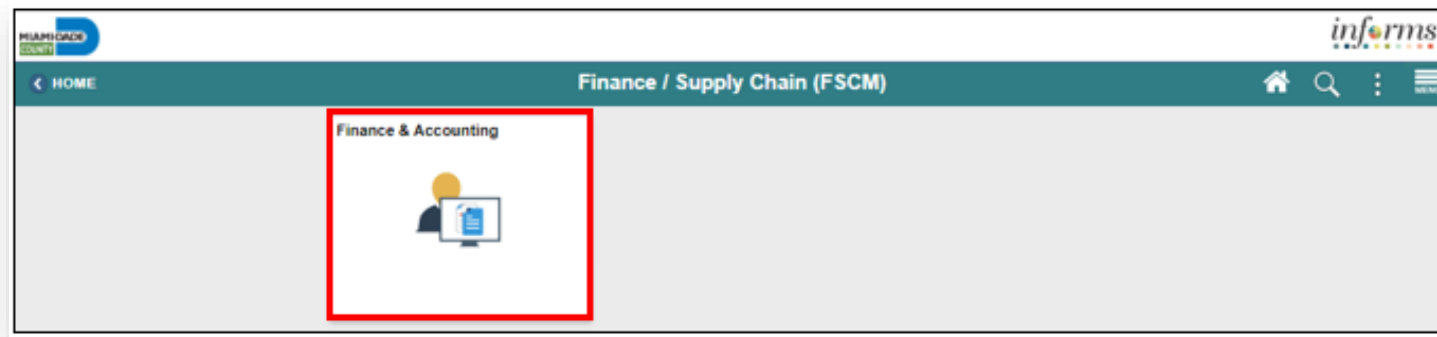 MIAMI-DADE
COUNTY
informs
HOME
Finance / Supply Chain (FSCM)
MENU
Finance & Accounting